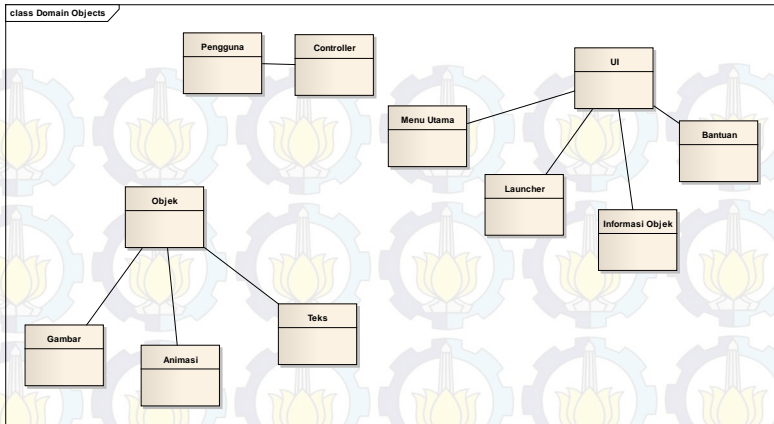 class Domain Objects
Pengguna
Controller
UI
Menu Utama
Bantuan
Launcher
Objek
Informasi Objek
Teks
Gambar
Animasi